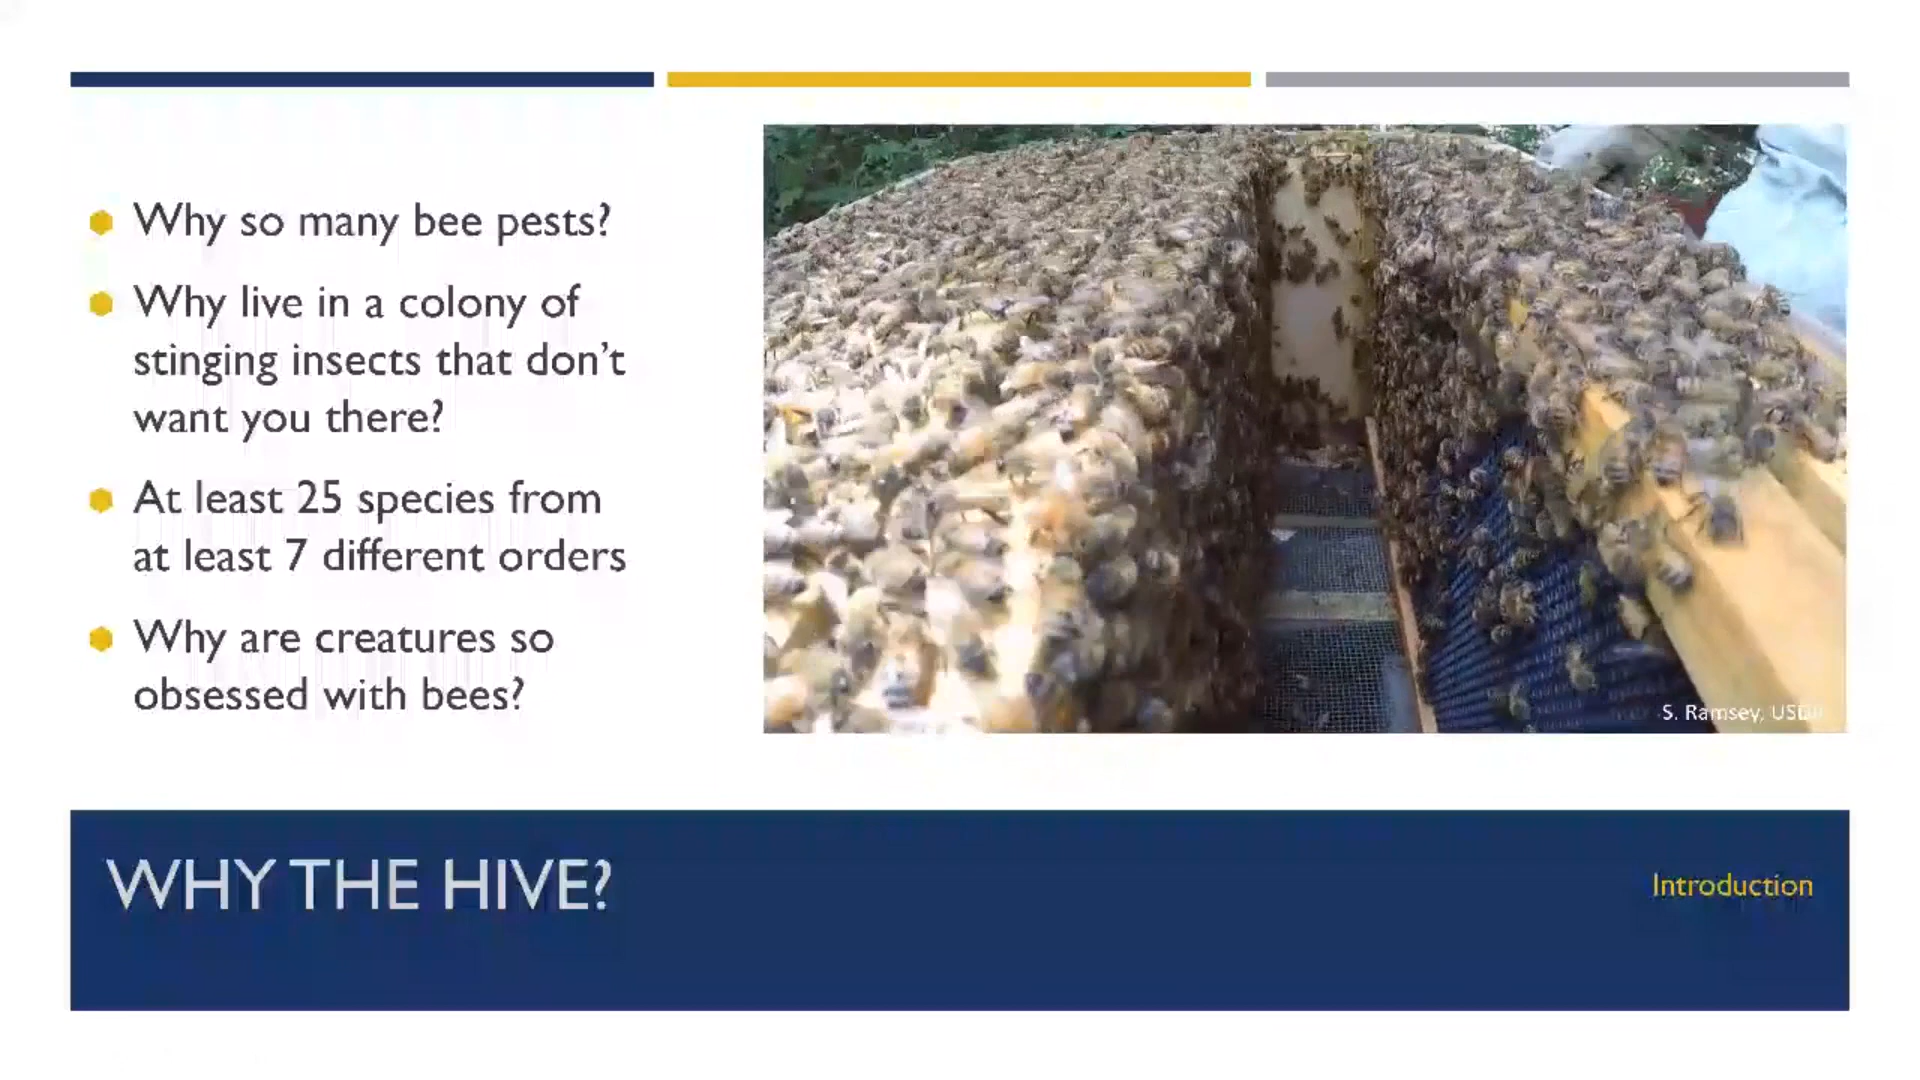 Why so many bee pests?
Why live in a colony of
stinging insects that don't
want you there?
At least 25 species from
at least 7 different orders
Why are creatures so
obsessed with bees?
S. Ramsey, USDA
WHY THE HIVE?
Introduction